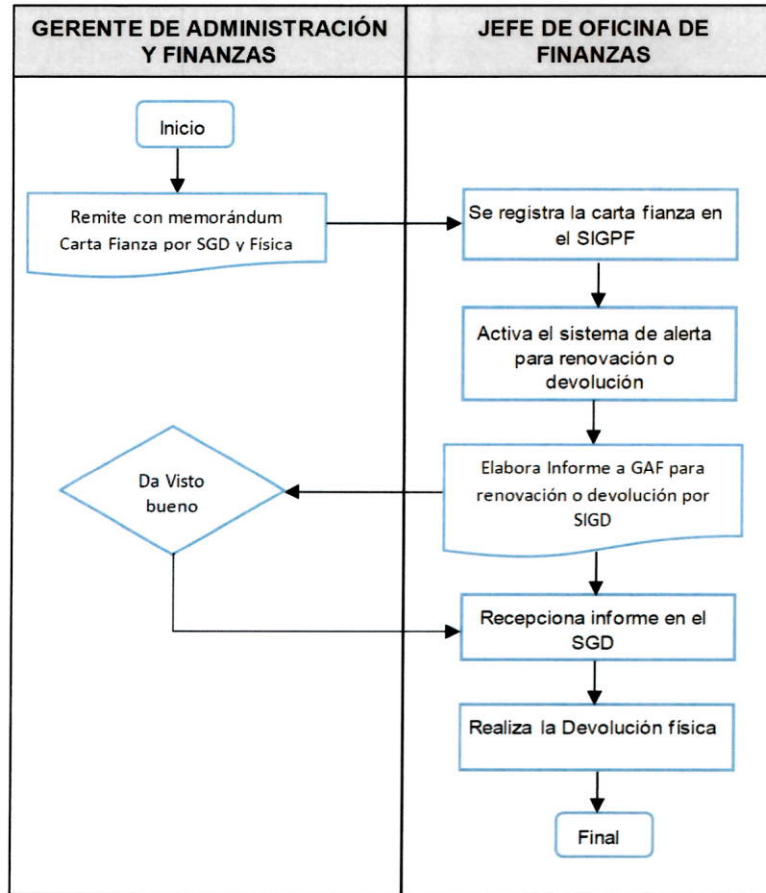 GERENTE DE ADMINISTRACIÓN
Y FINANZAS
JEFE DE OFICINA DE
FINANZAS
Inicio
Remite con memorándum
Carta Fianza por SGD y Física
Se registra la carta fianza en
el SIGPF
Activa el sistema de alerta
para renovación o
devolución
Elabora Informe a GAF para
renovación o devolución por
SIGD
Da Visto
bueno
Recepciona informe en el
SGD
Realiza la Devolución física
Final